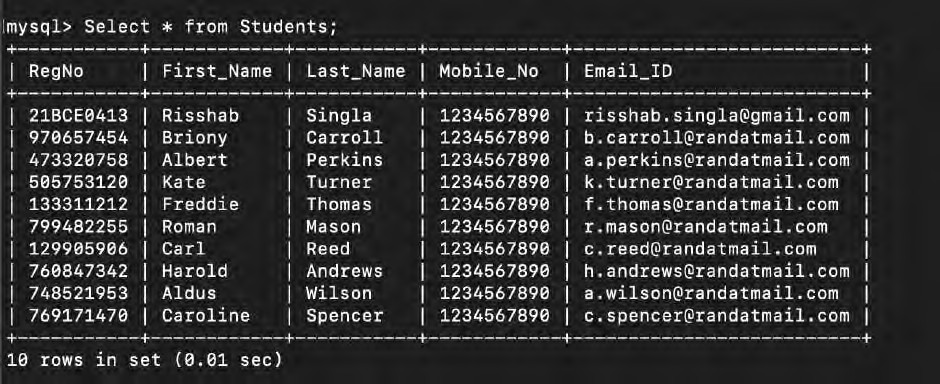 mysql> Select * from Students;
+-----------+------------+-----------+------------+--------------------------+
| RegNo     | First_Name | Last_Name | Mobile_No  | Email_ID                 |
+-----------+------------+-----------+------------+--------------------------+
| 21BCE0413 | Risshab    | Singla    | 1234567890 | risshab.singla@gmail.com |
| 970657454 | Briony     | Carroll   | 1234567890 | b.carroll@randatmail.com |
| 473320758 | Albert     | Perkins   | 1234567890 | a.perkins@randatmail.com |
| 505753120 | Kate       | Turner    | 1234567890 | k.turner@randatmail.com  |
| 133311212 | Freddie    | Thomas    | 1234567890 | f.thomas@randatmail.com  |
| 799482255 | Roman      | Mason     | 1234567890 | r.mason@randatmail.com   |
| 129905906 | Carl       | Reed      | 1234567890 | c.reed@randatmail.com    |
| 760847342 | Harold     | Andrews   | 1234567890 | h.andrews@randatmail.com |
| 748521953 | Aldus      | Wilson    | 1234567890 | a.wilson@randatmail.com  |
| 769171470 | Caroline   | Spencer   | 1234567890 | c.spencer@randatmail.com |
+-----------+------------+-----------+------------+--------------------------+
10 rows in set (0.01 sec)